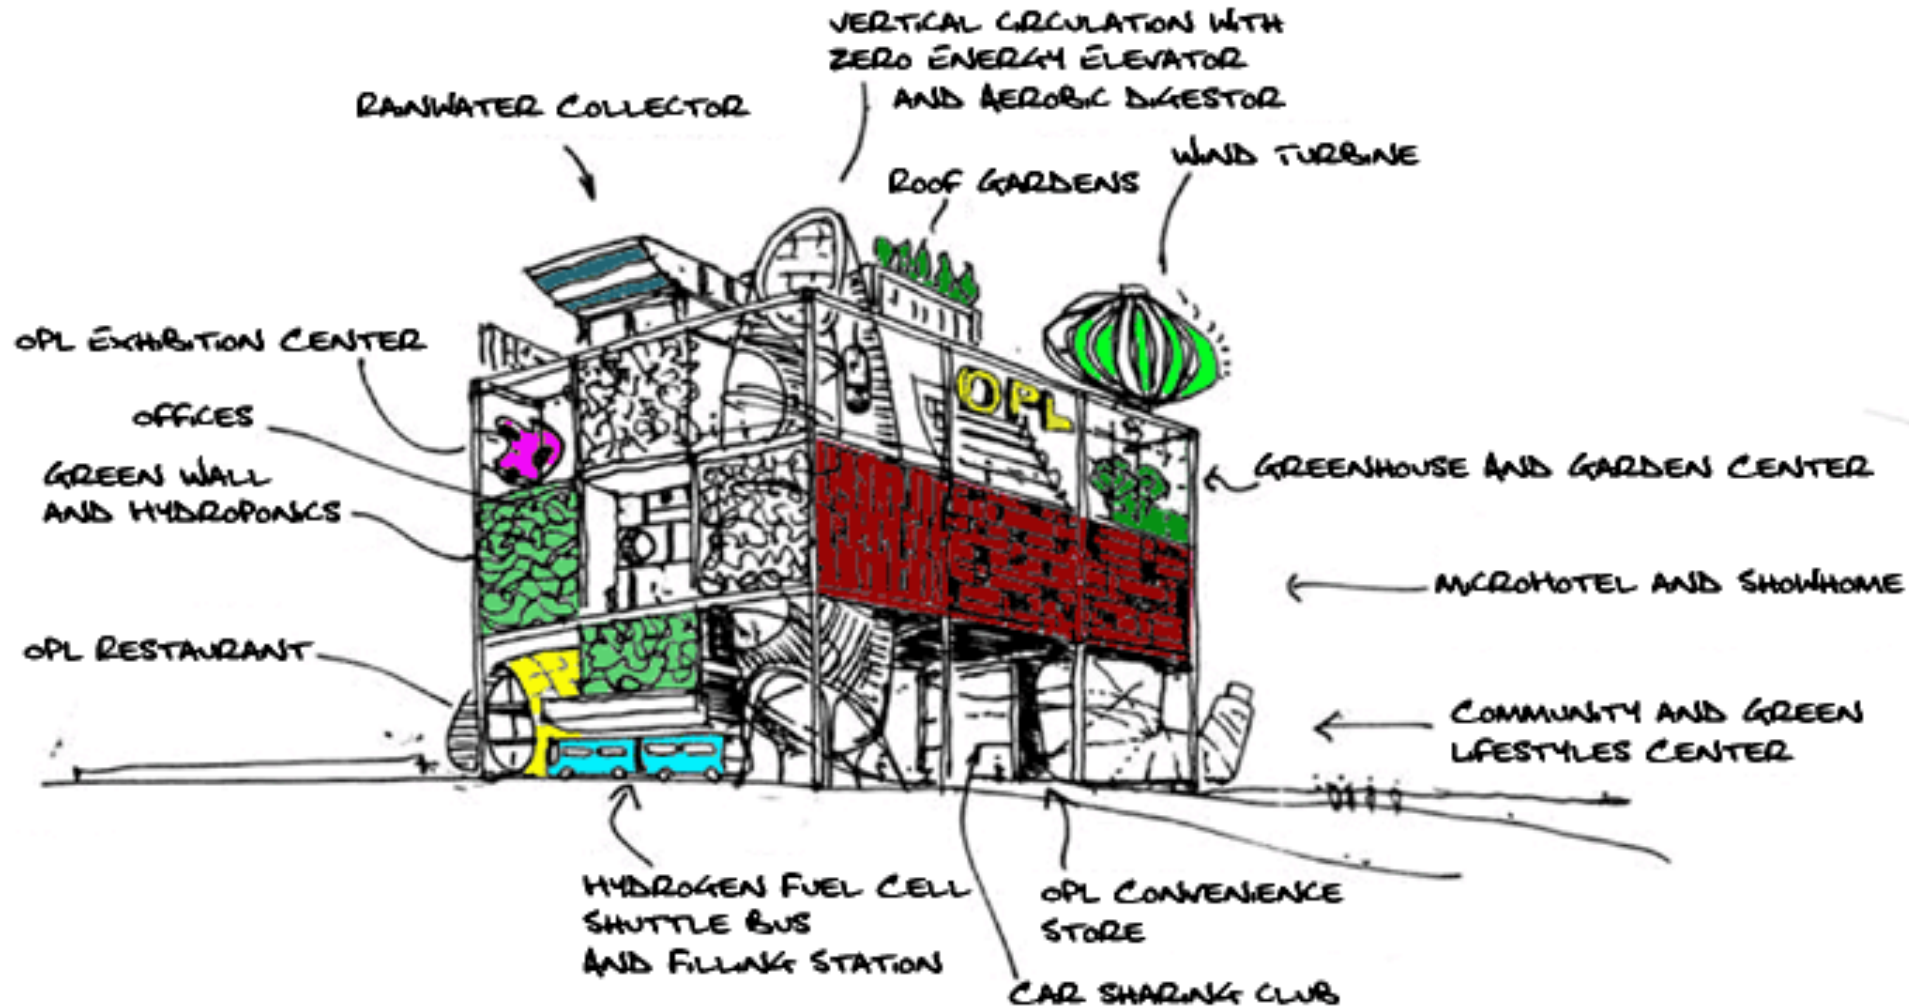 VERTICAL CIRCULATION WITH
ZERO ENERGY ELEVATOR
AND AEROBIC DIGESTOR
RAINWATER COLLECTOR
WIND TURBINE
ROOF GARDENS
OPL EXHIBITION CENTER
OPL
OFFICES
GREEN WALL
AND HYDROPONICS
GREENHOUSE AND GARDEN CENTER
MICROHOTEL AND SHOWHOME
OPL RESTAURANT
COMMUNITY AND GREEN
LIFESTYLES CENTER
HYDROGEN FUEL CELL
SHUTTLE BUS
AND FILLING STATION
OPL CONVENIENCE
STORE
CAR SHARING CLUB